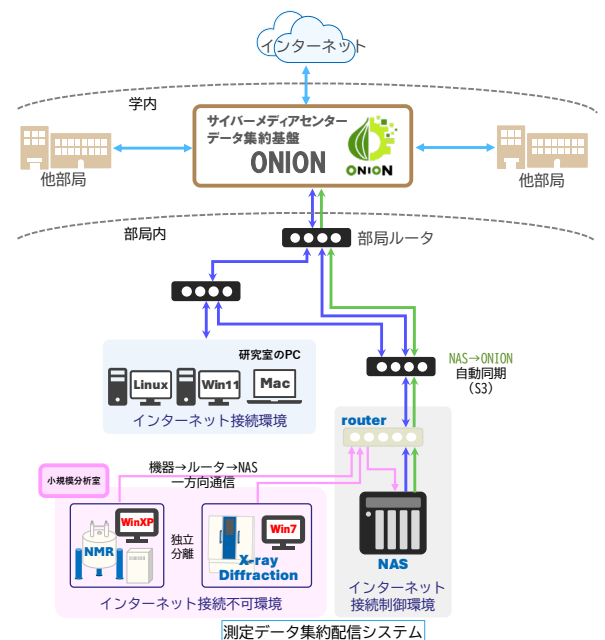 インターネット
学内
サイバーメディアセンター
データ集約基盤
ONION
ONION
他部局
他部局
部局内
部局ルータ
研究室のPC
Linux
Win11
Mac
インターネット接続環境
NAS→ONION
自動同期
（S3）
router
機器→ルータ→NAS
一方向通信
小規模分析室
WinXP
NMR
独立
分離
Win7
X-ray
Diffraction
NAS
インターネット
接続制御環境
インターネット接続不可環境
測定データ集約配信システム